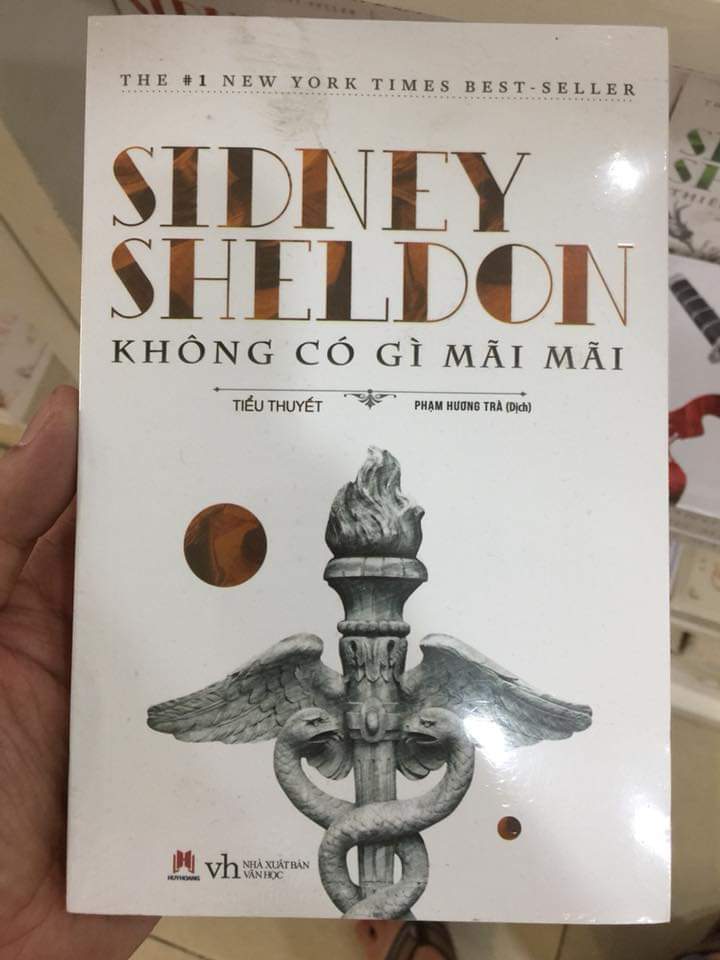 THE #1 NEW YORK TIMES BEST-SELLER
SIDNEY
SHELDON
KHÔNG CÓ GÌ MÃI MÃI
TIỂU THUYẾT
PHẠM HƯƠNG TRÀ (Dịch)
HUYHOANG
vh
NHÀ XUẤT BẢN
VĂN HỌC